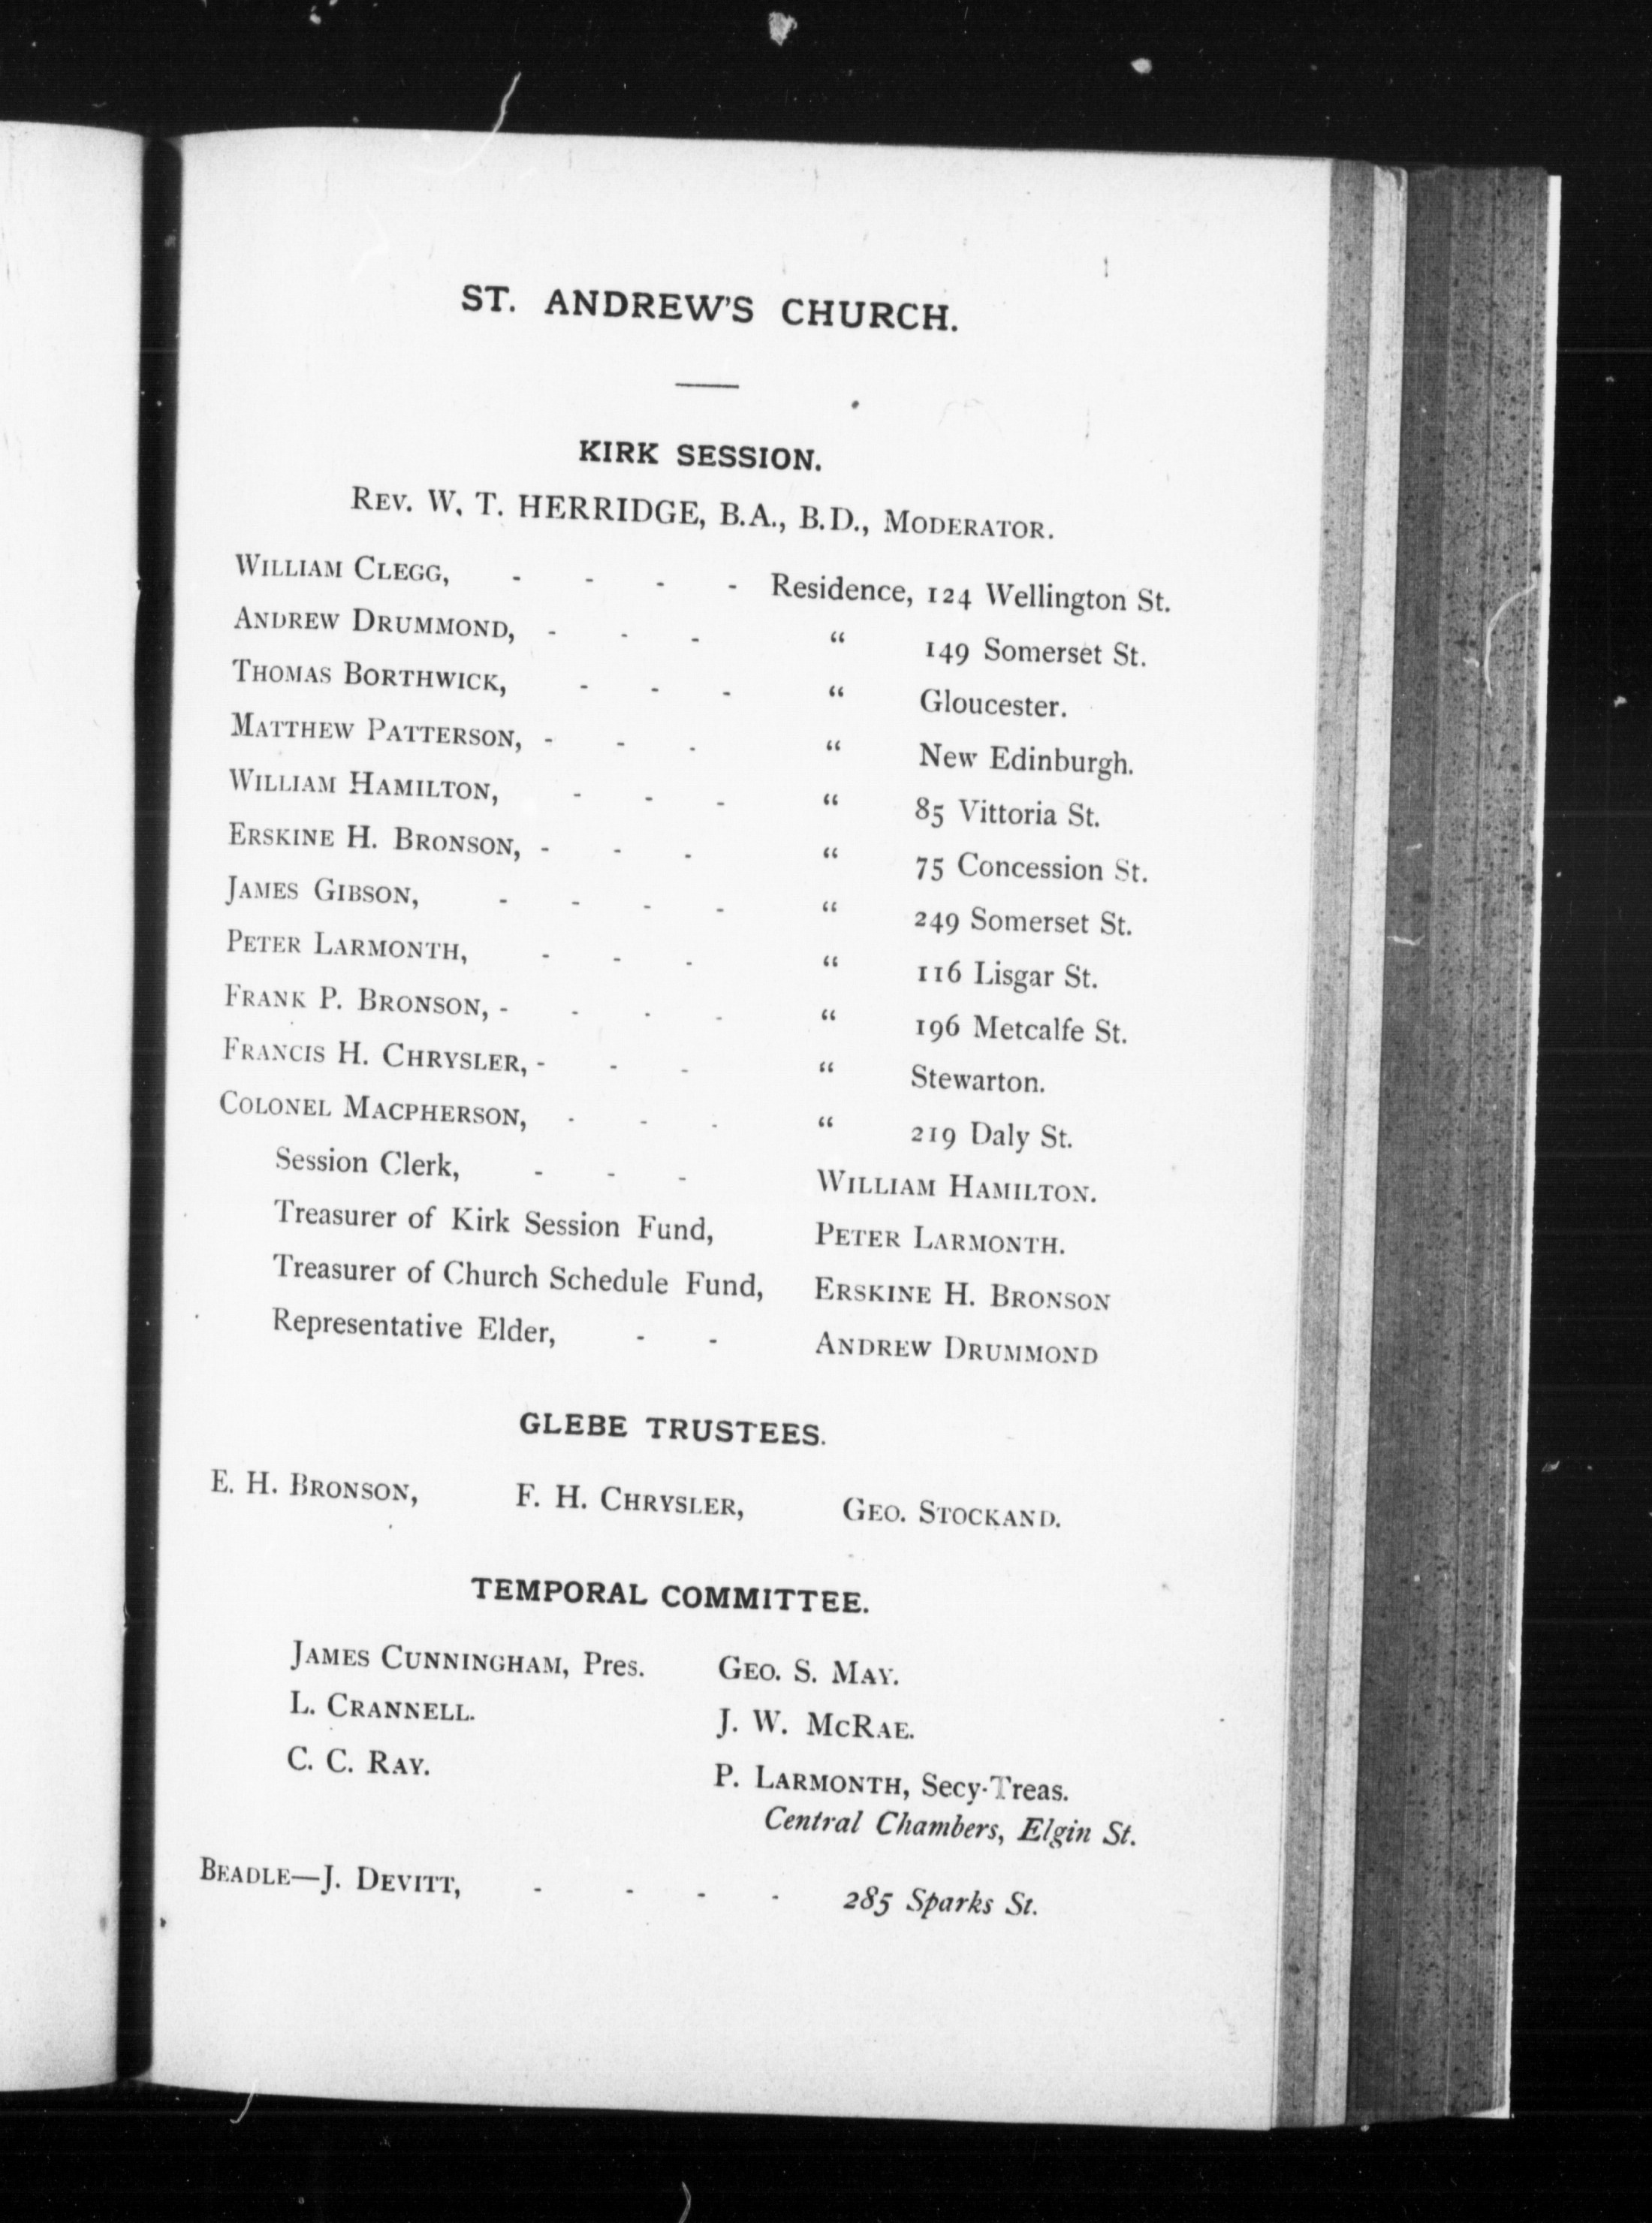 ST. ANDREW'S CHURCH.
KIRK SESSION.
REV. W. T. HERRIDGE, B.A., B.D., MODERATOR.
WILLIAM CLEGG, - - - - Residence, 124 Wellington St.
ANDREW DRUMMOND, - - - “ 149 Somerset St.
THOMAS BORTHWICK, - - - “ Gloucester.
MATTHEW PATTERSON, - - - “ New Edinburgh.
WILLIAM HAMILTON, - - - “ 85 Vittoria St.
ERSKINE H. BRONSON, - - - “ 75 Concession St.
JAMES GIBSON, - - - - “ 249 Somerset St.
PETER LARMONTH, - - - “ 116 Lisgar St.
FRANK P. BRONSON, - - - - “ 196 Metcalfe St.
FRANCIS H. CHRYSLER, - - - “ Stewarton.
COLONEL MACPHERSON, - - - “ 219 Daly St.
Session Clerk, - - - WILLIAM HAMILTON.
Treasurer of Kirk Session Fund, PETER LARMONTH.
Treasurer of Church Schedule Fund, ERSKINE H. BRONSON
Representative Elder, - - ANDREW DRUMMOND
GLEBE TRUSTEES.
E. H. BRONSON, F. H. CHRYSLER, GEO. STOCKAND.
TEMPORAL COMMITTEE.
JAMES CUNNINGHAM, Pres. GEO. S. MAY.
L. CRANNELL. J. W. MCRAE.
C. C. RAY. P. LARMONTH, Secy-Treas.
Central Chambers, Elgin St.
BEADLE—J. DEVITT, - - - - 285 Sparks St.